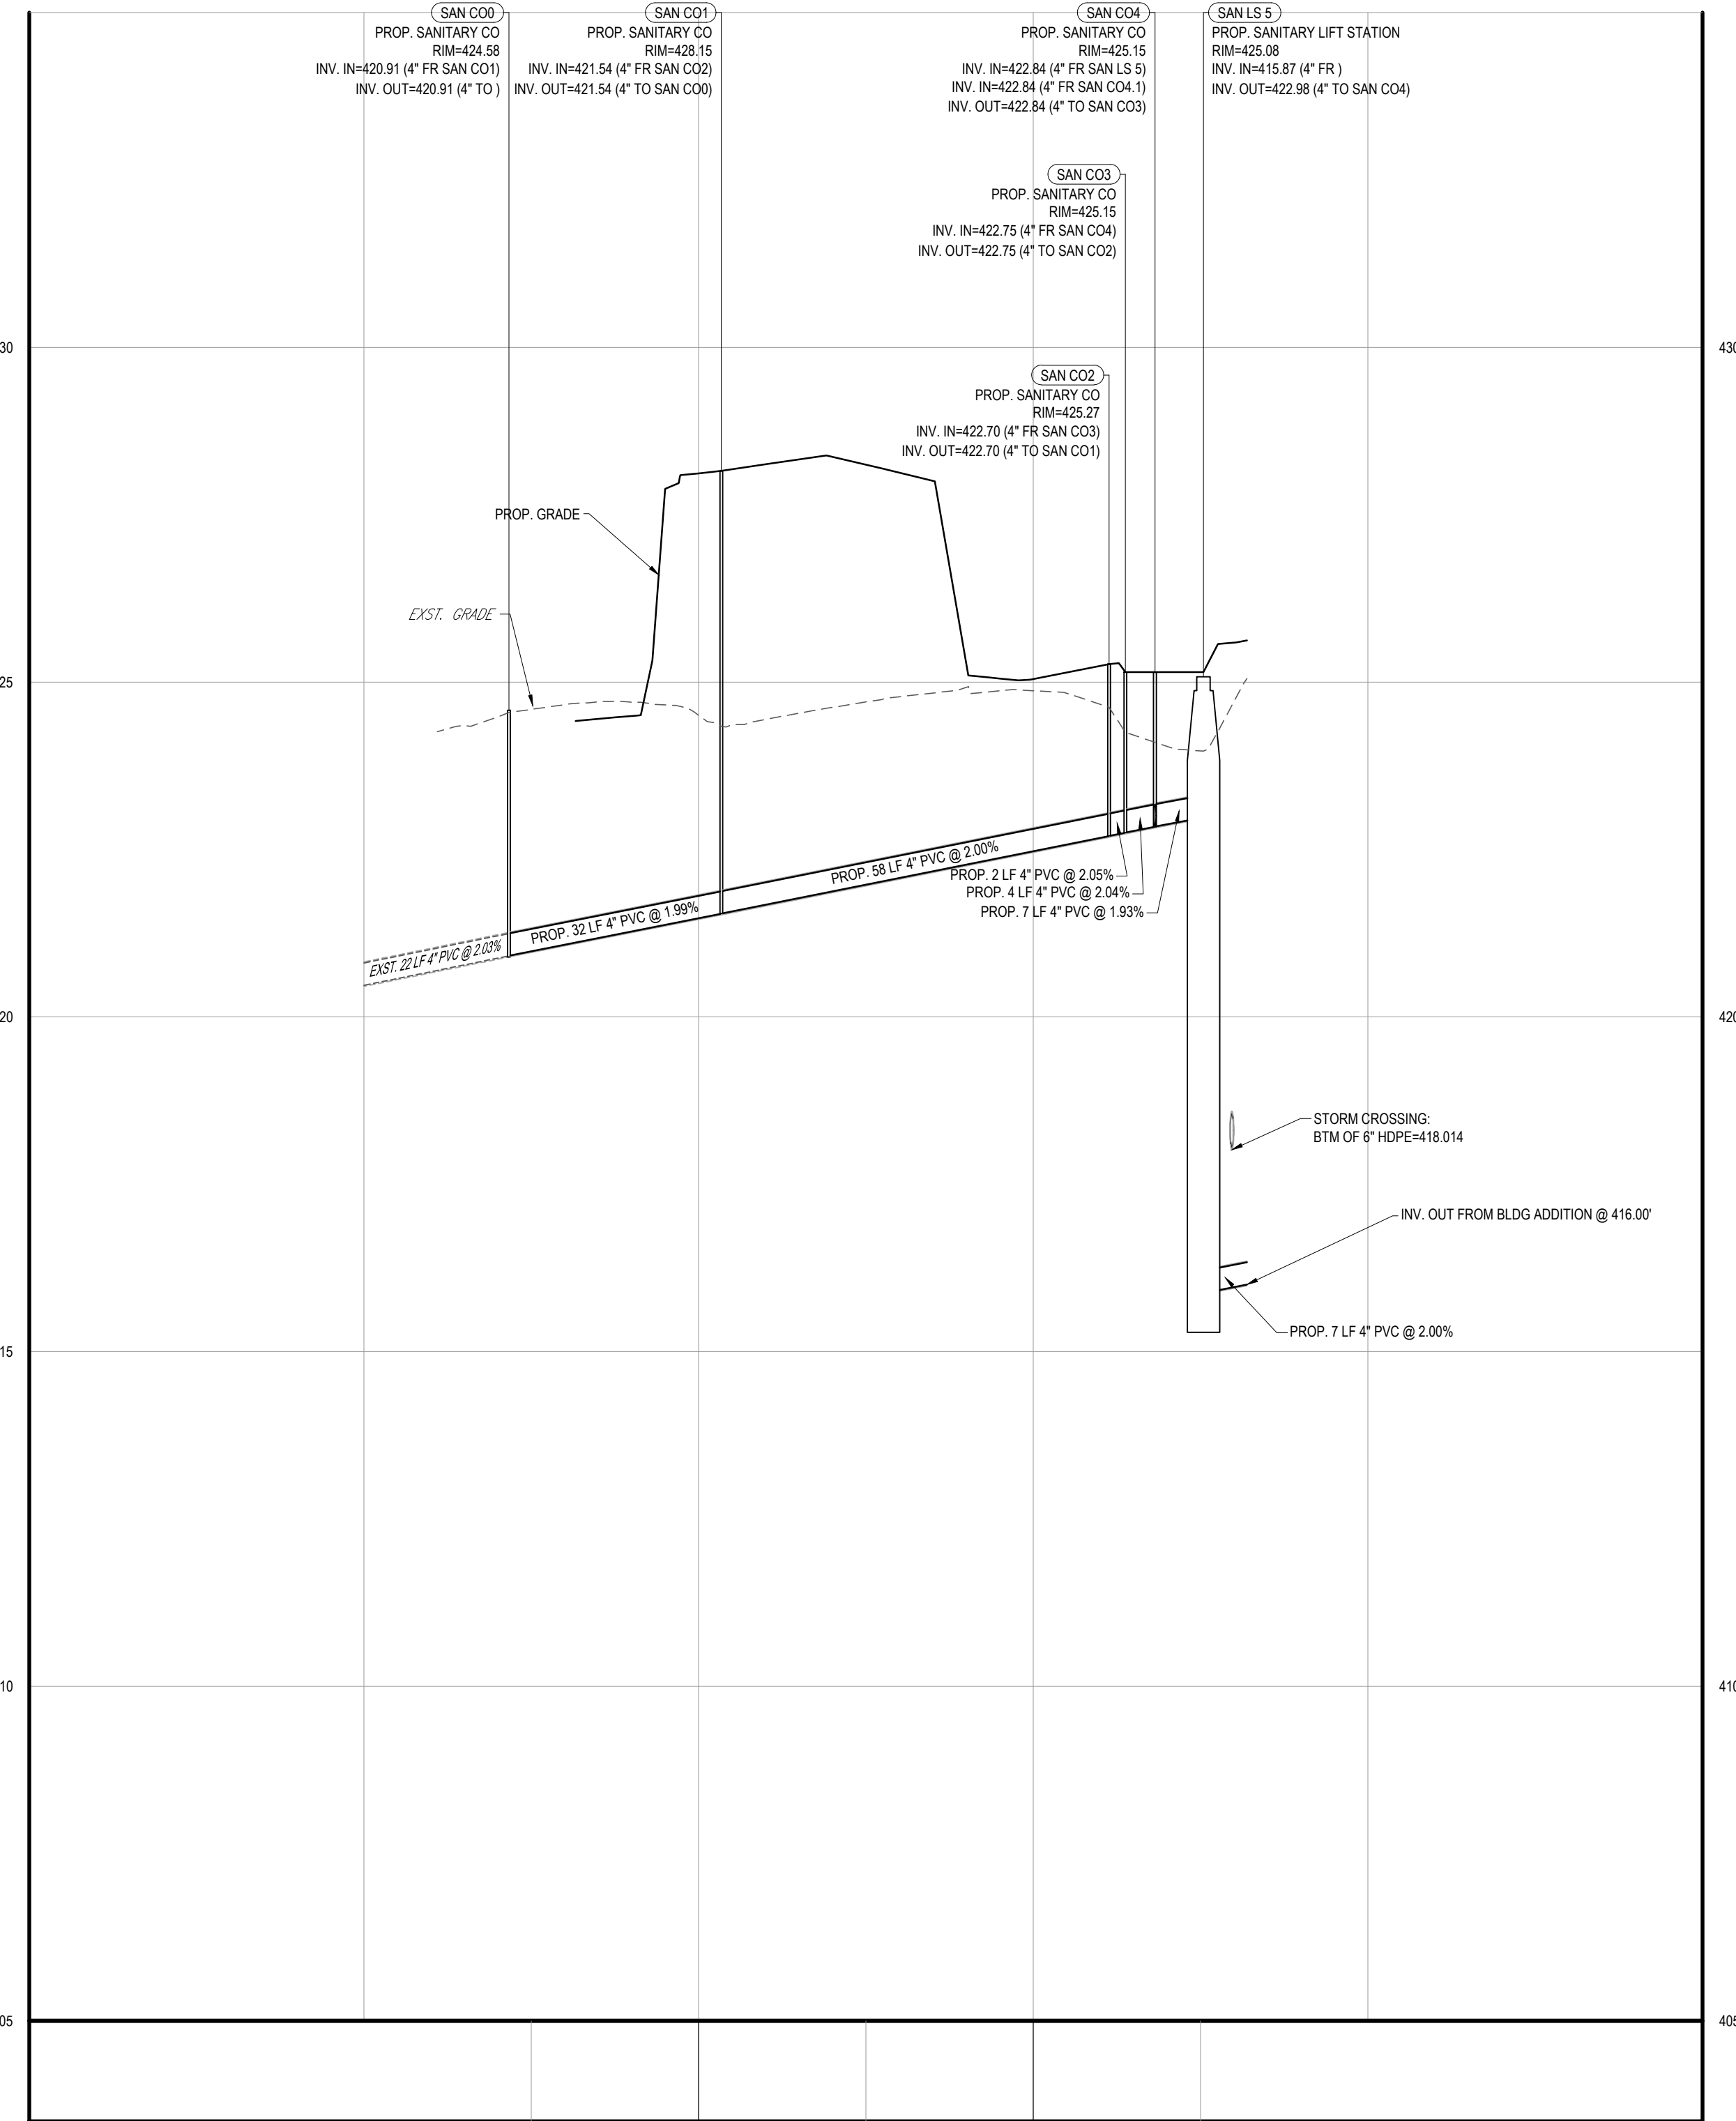 SAN CO0
PROP. SANITARY CO
RIM=424.58
INV. IN=420.91 (4" FR SAN CO1)
INV. OUT=420.91 (4" TO )
SAN CO1
PROP. SANITARY CO
RIM=428.15
INV. IN=421.54 (4" FR SAN CO2)
INV. OUT=421.54 (4" TO SAN CO0)
SAN CO4
PROP. SANITARY CO
RIM=425.15
INV. IN=422.84 (4" FR SAN LS 5)
INV. IN=422.84 (4" FR SAN CO4.1)
INV. OUT=422.84 (4" TO SAN CO3)
SAN LS 5
PROP. SANITARY LIFT STATION
RIM=425.08
INV. IN=415.87 (4" FR )
INV. OUT=422.98 (4" TO SAN CO4)
SAN CO3
PROP. SANITARY CO
RIM=425.15
INV. IN=422.75 (4" FR SAN CO4)
INV. OUT=422.75 (4" TO SAN CO2)
30
430
SAN CO2
PROP. SANITARY CO
RIM=425.27
INV. IN=422.70 (4" FR SAN CO3)
INV. OUT=422.70 (4" TO SAN CO1)
PROP. GRADE
EXST. GRADE
25
PROP. 58 LF 4" PVC @ 2.00%
PROP. 2 LF 4" PVC @ 2.05%
PROP. 4 LF 4" PVC @ 2.04%
PROP. 7 LF 4" PVC @ 1.93%
PROP. 32 LF 4" PVC @ 1.99%
EXST. 22 LF 4" PVC @ 2.03%
20
420
STORM CROSSING:
BTM OF 6" HDPE=418.014
INV. OUT FROM BLDG ADDITION @ 416.00'
PROP. 7 LF 4" PVC @ 2.00%
15
10
410
05
405